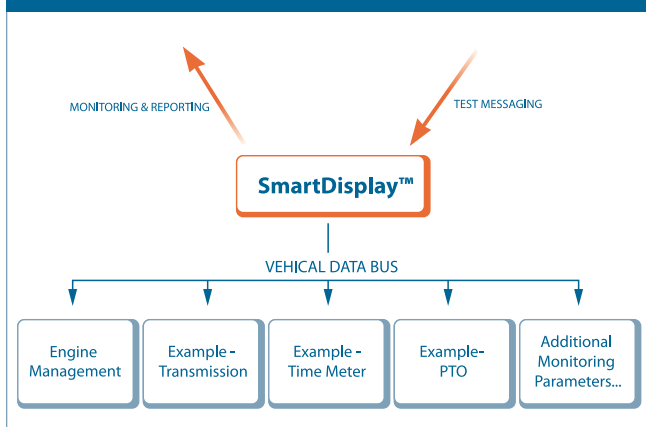 MONITORING & REPORTING
TEST MESSAGING
SmartDisplay™
VEHICAL DATA BUS
Engine
Management
Example -
Transmission
Example -
Time Meter
Example-
PTO
Additional
Monitoring
Parameters...